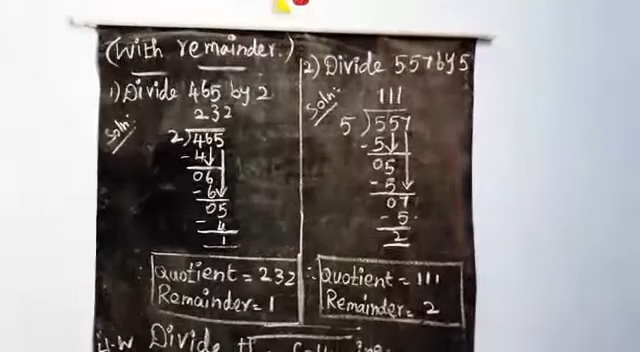 (With remainder.)
1) Divide 465 by 2
Soln:
232
2)465
-4
06
-6
05
- 4
1
∴ Quotient = 232
Remainder = 1
2) Divide 557 by 5
Soln:
111
5)557
-5
05
-5
07
- 5
2
∴ Quotient = 111
Remainder = 2
H.W Divide the following